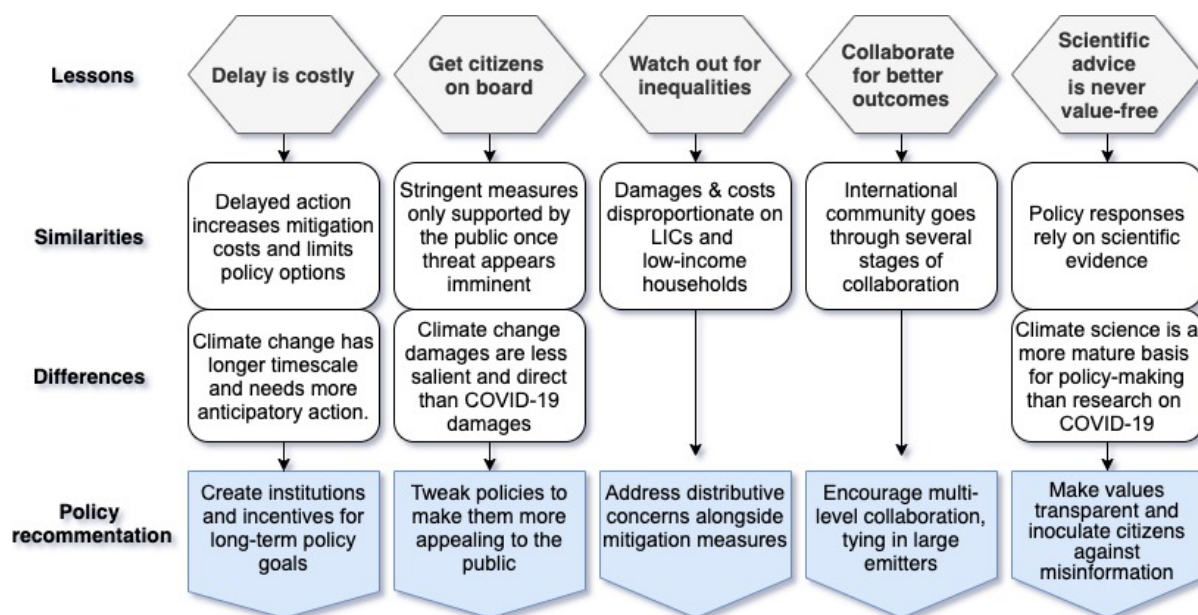 Lessons
Delay is costly
Get citizens
on board
Watch out for
inequalities
Collaborate
for better
outcomes
Scientific
advice
is never
value-free
Similarities
Delayed action
increases mitigation
costs and limits
policy options
Stringent measures
only supported by
the public once
threat appears
imminent
Damages & costs
disproportionate on
LICs and
low-income
households
International
community goes
through several
stages of
collaboration
Policy responses
rely on scientific
evidence
Differences
Climate change has
longer timescale
and needs more
anticipatory action.
Climate change
damages are less
salient and direct
than COVID-19
damages
Climate science is a
more mature basis
for policy-making
than research on
COVID-19
Policy
recommentation
Create institutions
and incentives for
long-term policy
goals
Tweak policies to
make them more
appealing to the
public
Address distributive
concerns alongside
mitigation measures
Encourage multi-
level collaboration,
tying in large
emitters
Make values
transparent and
inoculate citizens
against
misinformation